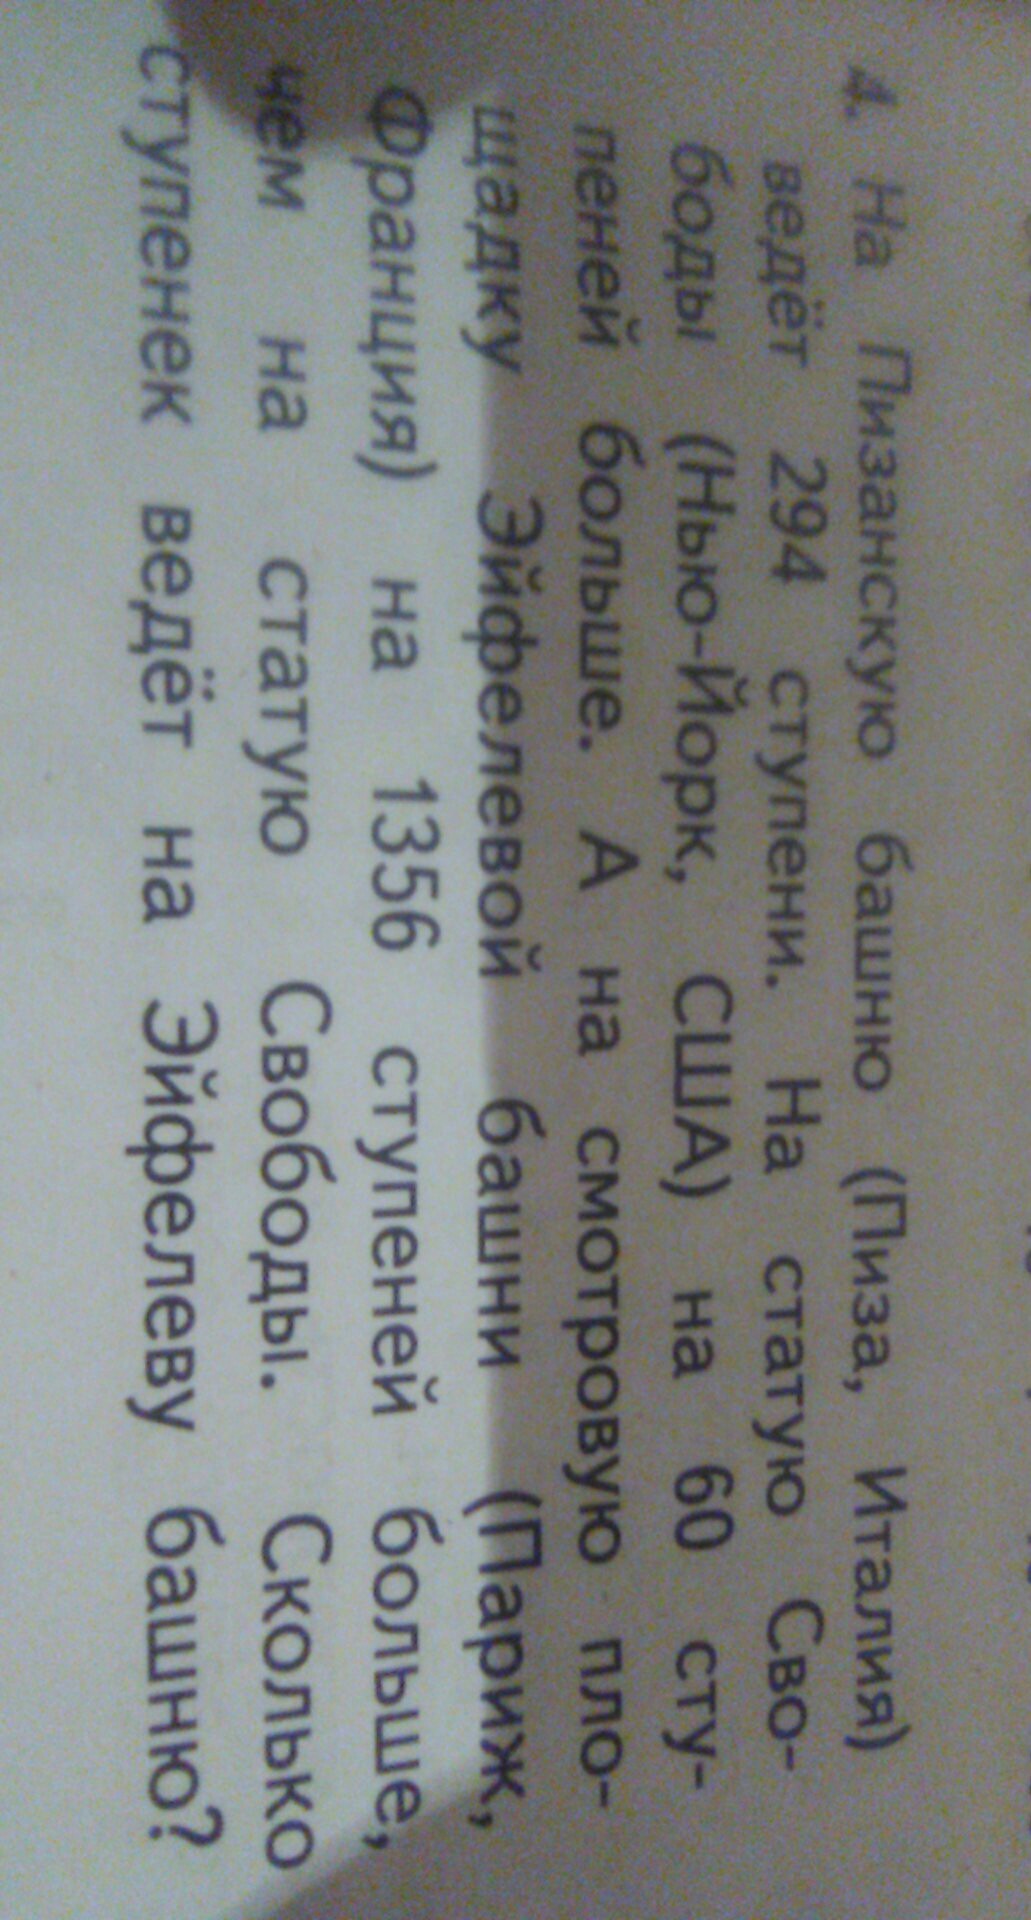 4. На Пизанскую башню (Пиза, Италия)
ведёт 294 ступени. На статую Сво-
боды (Нью-Йорк, США) на 60 сту-
пеней больше. А на смотровую пло-
щадку Эйфелевой башни (Париж,
Франция) на 1356 ступеней больше,
чем на статую Свободы. Сколько
ступенек ведёт на Эйфелеву башню?